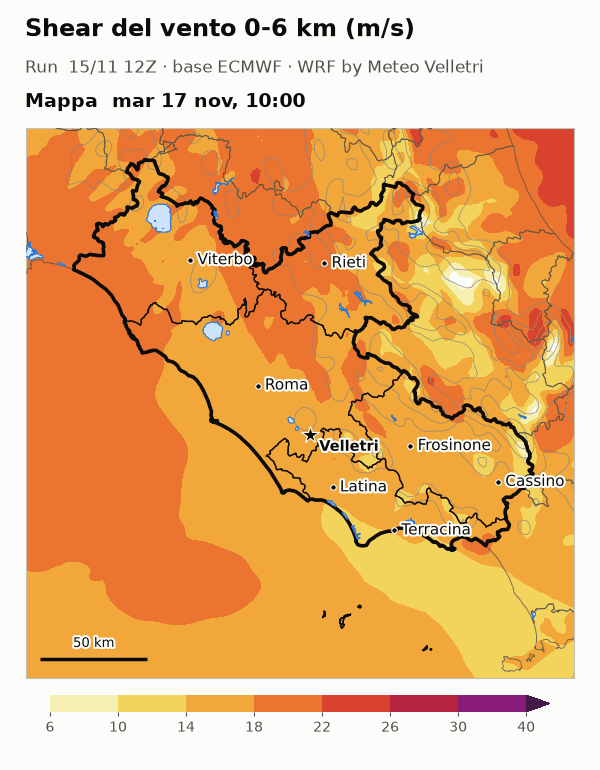 Shear del vento 0-6 km (m/s)
Run  15/11 12Z · base ECMWF · WRF by Meteo Velletri
Mappa  mar 17 nov, 10:00
Viterbo
Rieti
Roma
Velletri
Frosinone
Latina
Cassino
Terracina
50 km
6 10 14 18 22 26 30 40